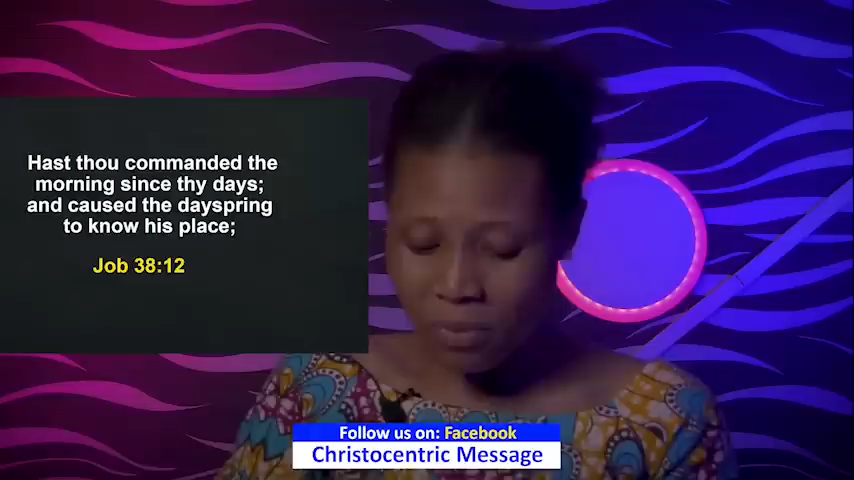 Hast thou commanded the
morning since thy days;
and caused the dayspring
to know his place;
Job 38:12
Follow us on: Facebook
Christocentric Message